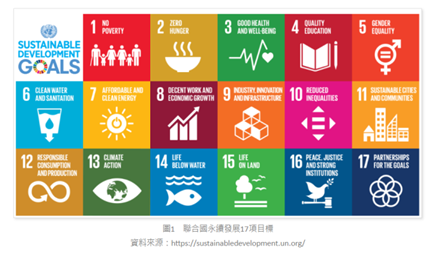 SUSTAINABLE
DEVELOPMENT
GOALS
1 NO
POVERTY
2 ZERO
HUNGER
3 GOOD HEALTH
AND WELL-BEING
4 QUALITY
EDUCATION
5 GENDER
EQUALITY
6 CLEAN WATER
AND SANITATION
7 AFFORDABLE AND
CLEAN ENERGY
8 DECENT WORK AND
ECONOMIC GROWTH
9 INDUSTRY, INNOVATION
AND INFRASTRUCTURE
10 REDUCED
INEQUALITIES
11 SUSTAINABLE CITIES
AND COMMUNITIES
12 RESPONSIBLE
CONSUMPTION
AND PRODUCTION
13 CLIMATE
ACTION
14 LIFE
BELOW WATER
15 LIFE
ON LAND
16 PEACE, JUSTICE
AND STRONG
INSTITUTIONS
17 PARTNERSHIPS
FOR THE GOALS
圖1 聯合國永續發展17項目標
資料來源：https://sustainabledevelopment.un.org/